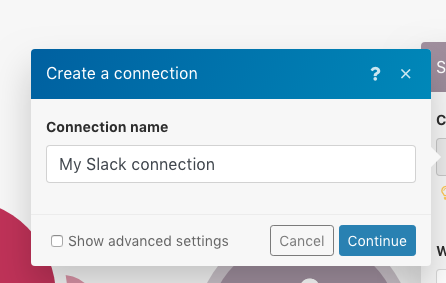 Create a connection
?
×
S
Connection name
C
My Slack connection
Show advanced settings
Cancel
Continue
W